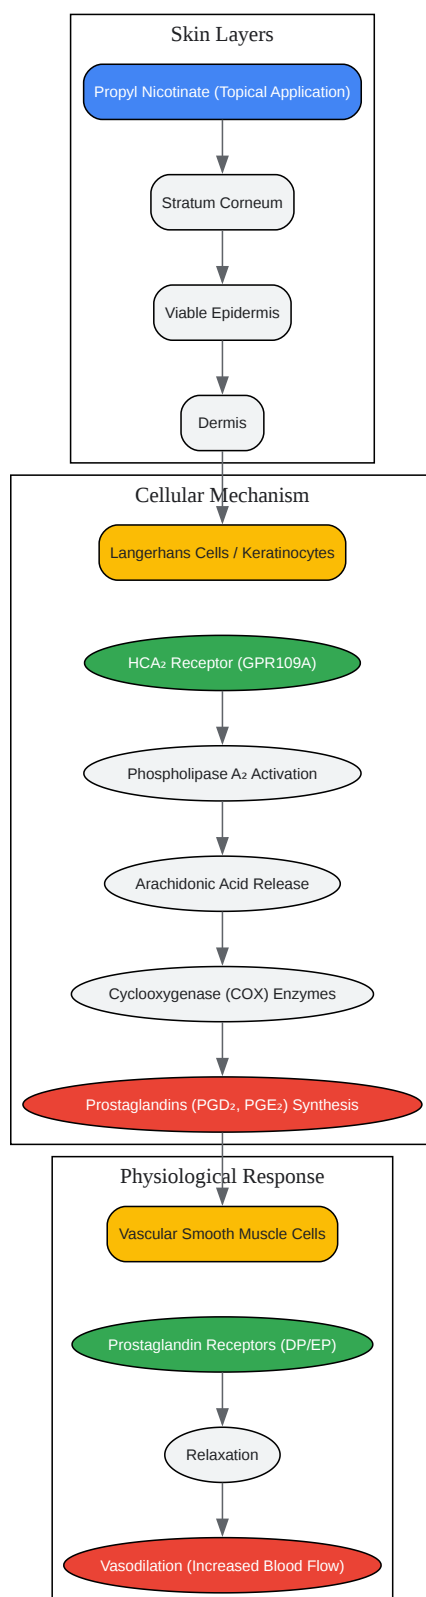 Skin Layers
Propyl Nicotinate (Topical Application)
Stratum Corneum
Viable Epidermis
Dermis
Cellular Mechanism
Langerhans Cells / Keratinocytes
HCA₂ Receptor (GPR109A)
Phospholipase A₂ Activation
Arachidonic Acid Release
Cyclooxygenase (COX) Enzymes
Prostaglandins (PGD₂, PGE₂) Synthesis
Physiological Response
Vascular Smooth Muscle Cells
Prostaglandin Receptors (DP/EP)
Relaxation
Vasodilation (Increased Blood Flow)